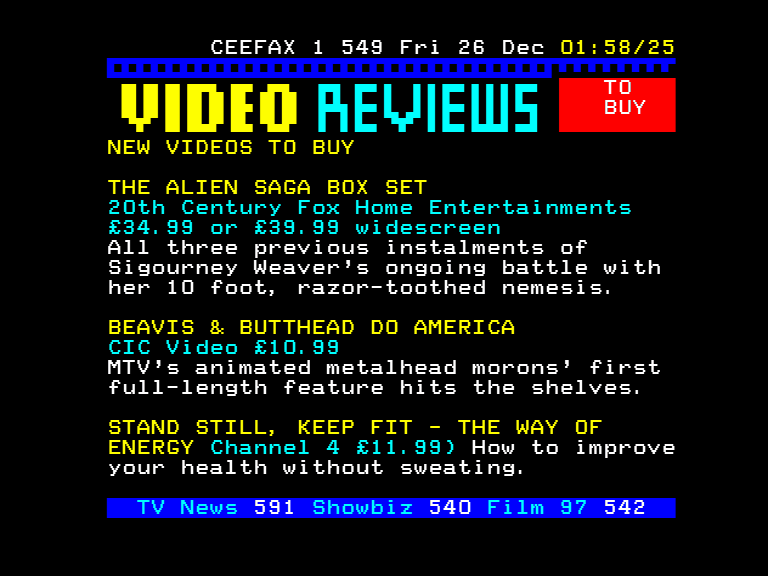 CEEFAX 1 549 Fri 26 Dec 01:58/25
VIDEO REVIEWS TO BUY
NEW VIDEOS TO BUY
THE ALIEN SAGA BOX SET
20th Century Fox Home Entertainments
£34.99 or £39.99 widescreen
All three previous instalments of
Sigourney Weaver's ongoing battle with
her 10 foot, razor-toothed nemesis.
BEAVIS & BUTTHEAD DO AMERICA
CIC Video £10.99
MTV's animated metalhead morons' first
full-length feature hits the shelves.
STAND STILL, KEEP FIT - THE WAY OF
ENERGY Channel 4 £11.99) How to improve
your health without sweating.
TV News 591 Showbiz 540 Film 97 542